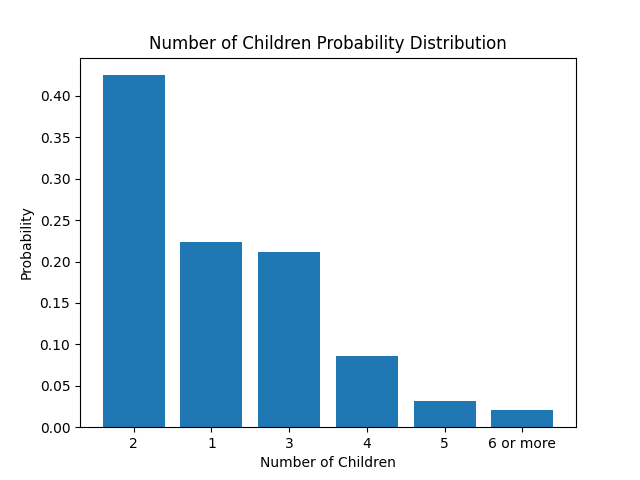 Number of Children Probability Distribution
Probability
0.40
0.35
0.30
0.25
0.20
0.15
0.10
0.05
0.00
2 1 3 4 5 6 or more
Number of Children